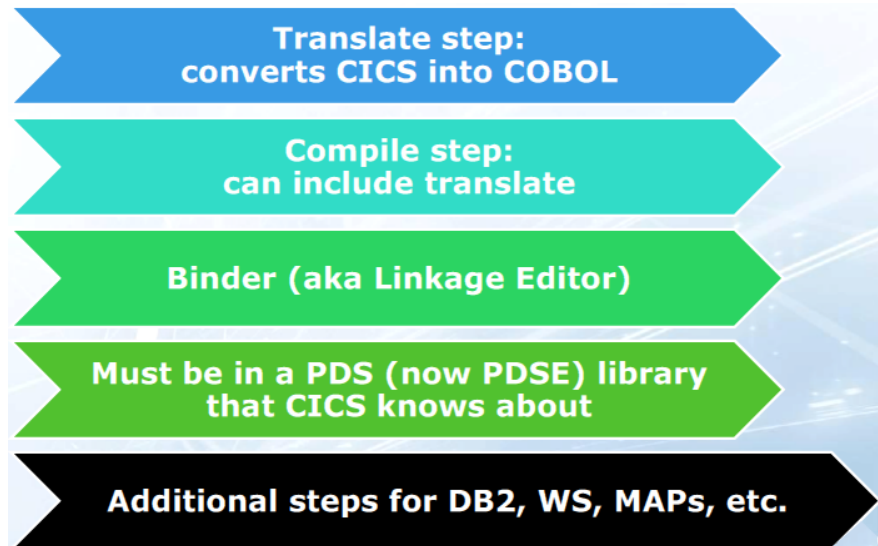 Translate step:
converts CICS into COBOL
Compile step:
can include translate
Binder (aka Linkage Editor)
Must be in a PDS (now PDSE) library
that CICS knows about
Additional steps for DB2, WS, MAPs, etc.